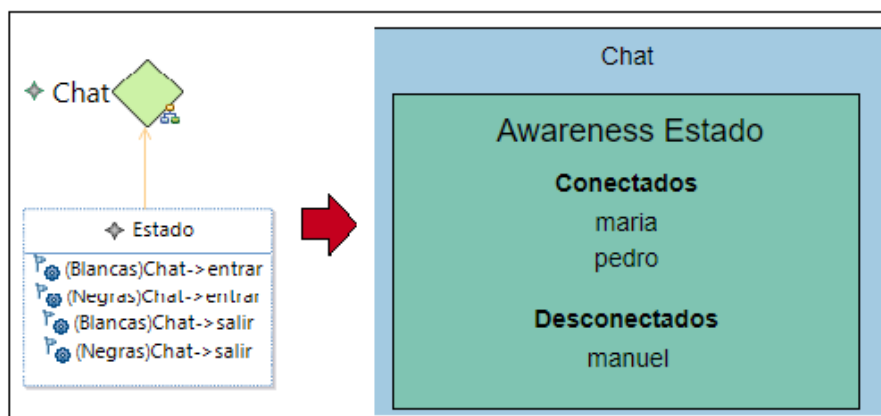 Chat
Estado
(Blancas)Chat->entrar
(Negras)Chat->entrar
(Blancas)Chat->salir
(Negras)Chat->salir
Chat
Awareness Estado
Conectados
maria
pedro
Desconectados
manuel